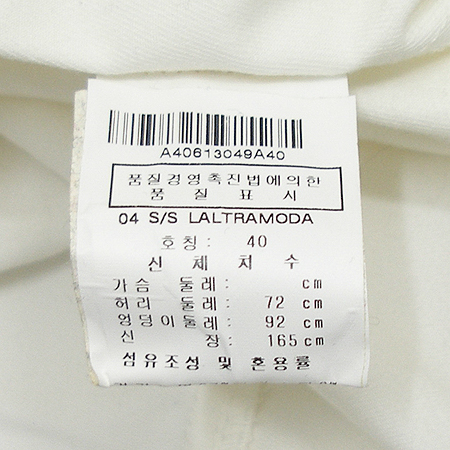 A40613049A40
품질경영촉진법에의한
품질표시
04 S/S LALTRAMODA
호칭: 40
신체치수
가슴둘레: cm
허리둘레: 72 cm
엉덩이둘레: 92 cm
신장: 165 cm
섬유조성 및 혼용률